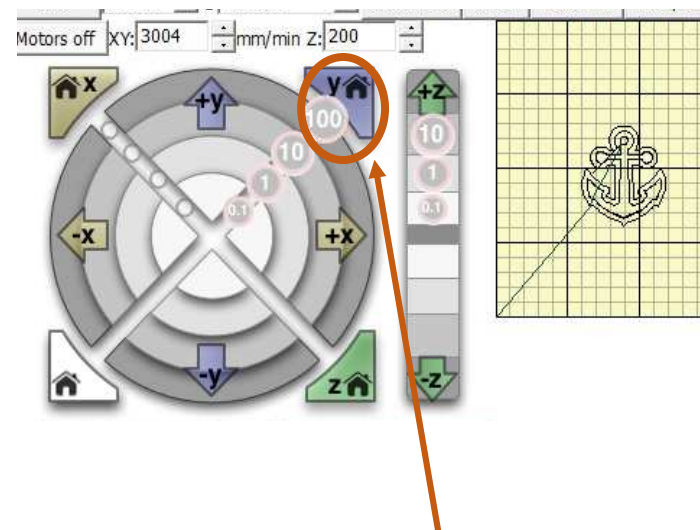 Motors off XY: 3004 mm/min Z: 200
x y
+y +z
100
10 10
1 1
0.1 0.1
-x +x
-y -z
z